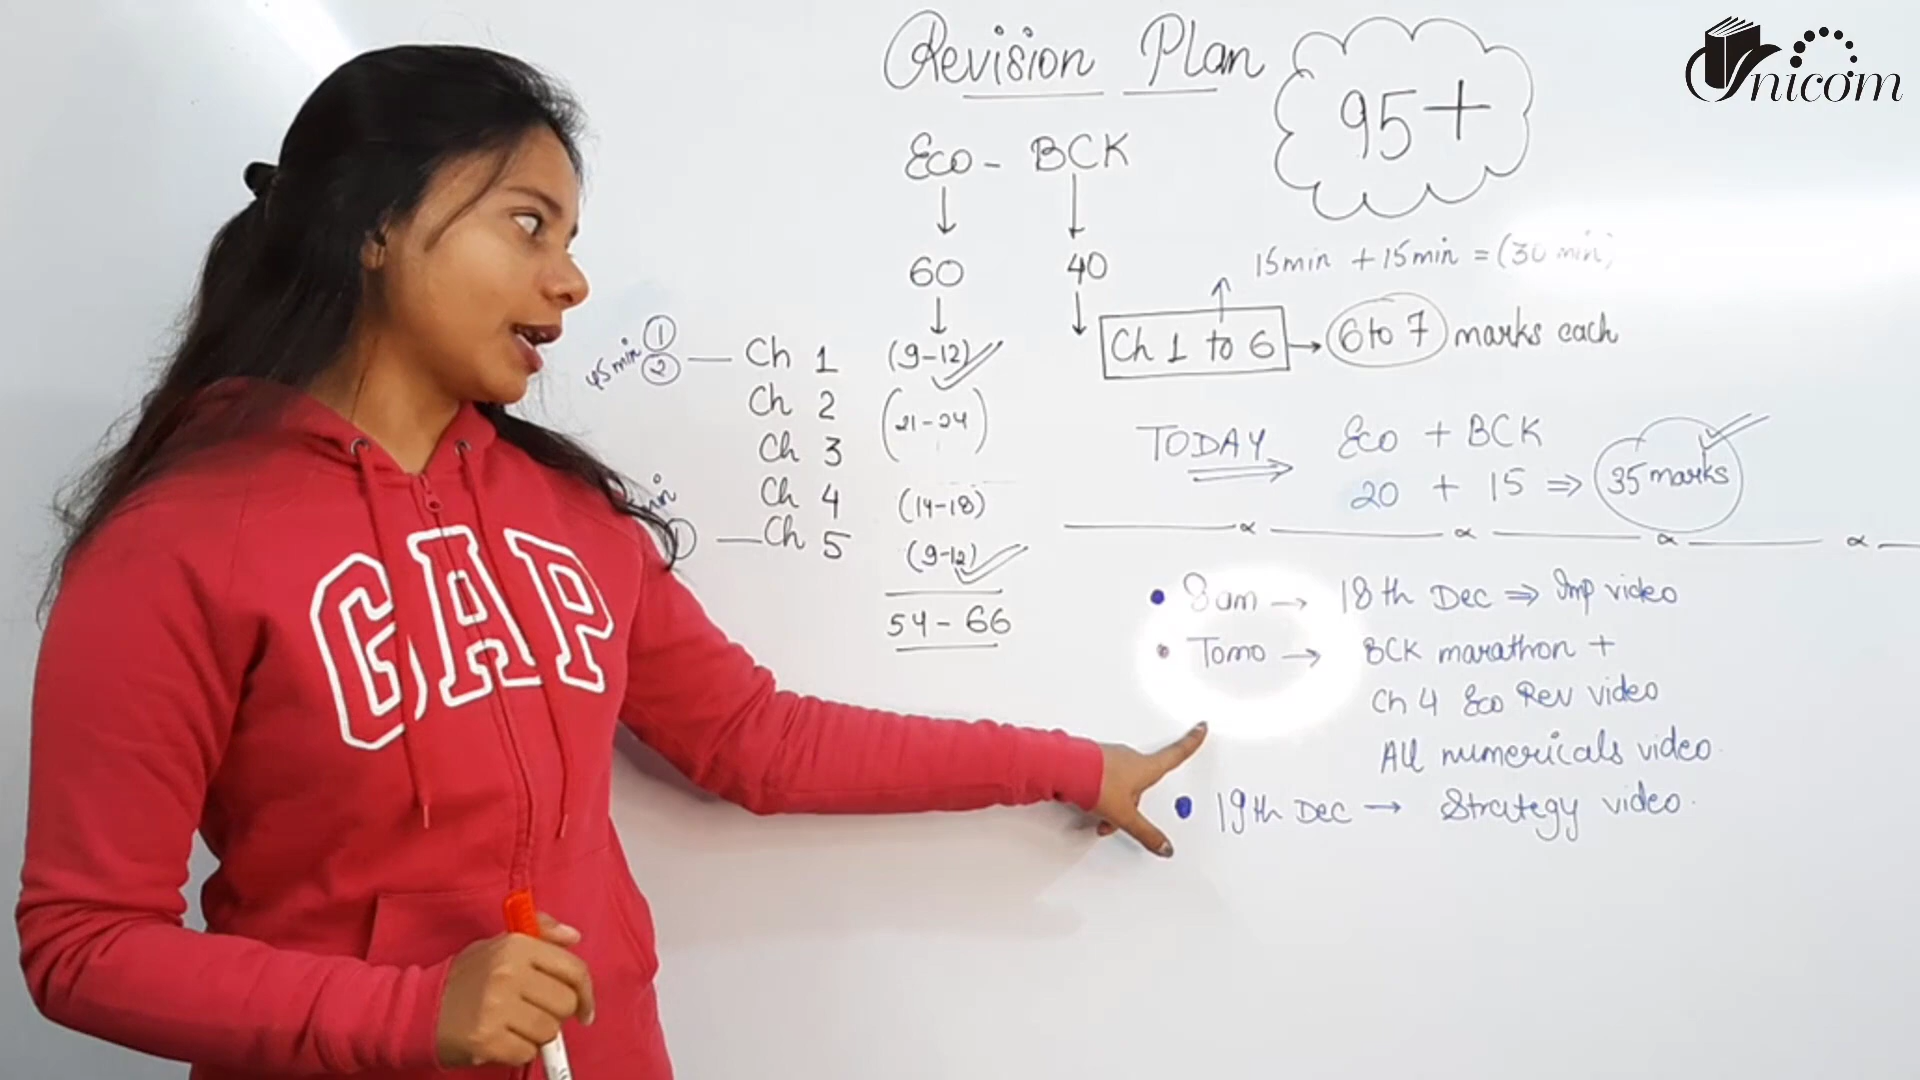 Unicom
Revision Plan
95+
Eco - BCK
60 40
15min + 15min = (30 min)
Ch 1 to 6 → 6 to 7 marks each
45min 1 2 — Ch 1 (9-12)
Ch 2 (21-24)
Ch 3
Ch 4 (14-18)
1 — Ch 5 (9-12)
54 - 66
TODAY Eco + BCK
20 + 15 ⇒ 35 marks
• 8am → 18th Dec ⇒ Imp video
• Tomo → BCK marathon +
Ch 4 Eco Rev video
All numericals video
• 19th Dec → Strategy video.
GAP